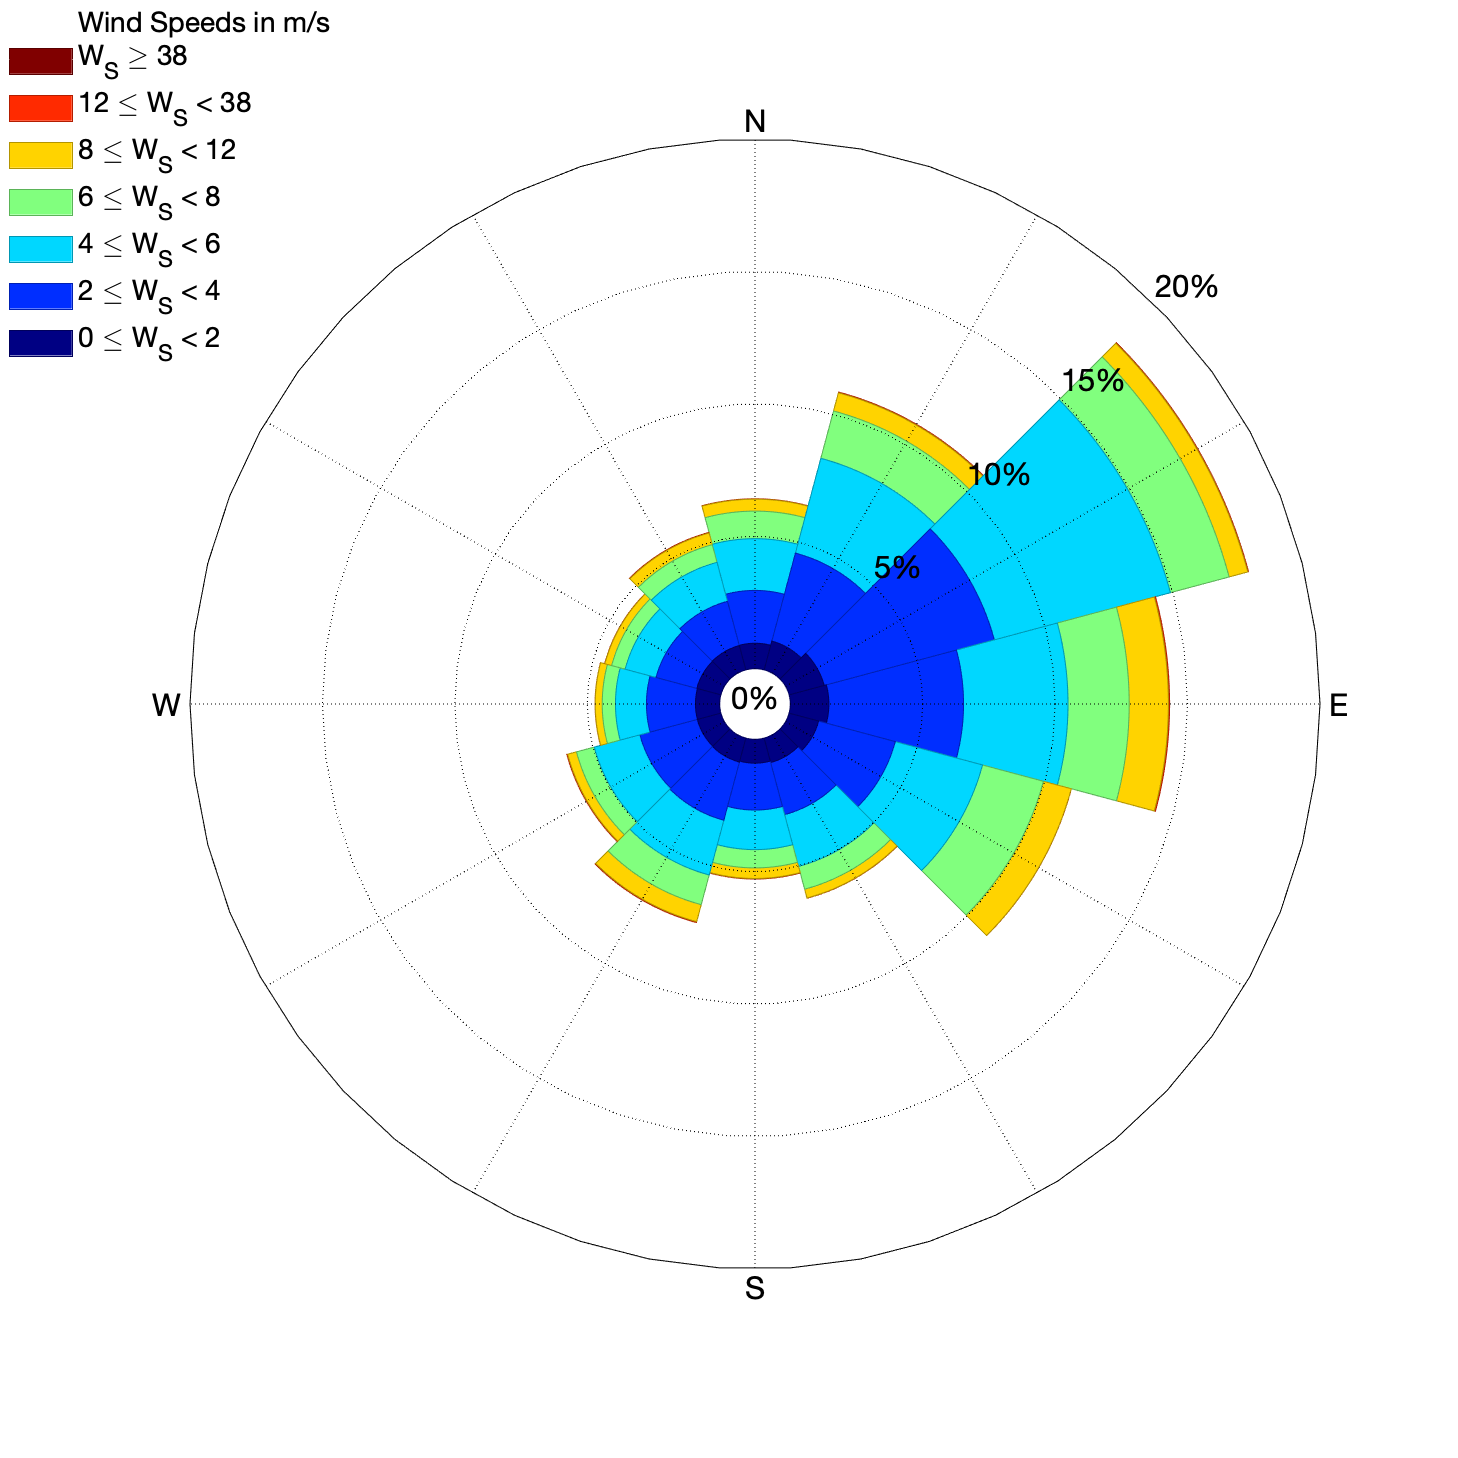 Wind Speeds in m/s
W_S ≥ 38
12 ≤ W_S < 38
8 ≤ W_S < 12
6 ≤ W_S < 8
4 ≤ W_S < 6
2 ≤ W_S < 4
0 ≤ W_S < 2
N
20%
15%
10%
5%
0%
W
E
S